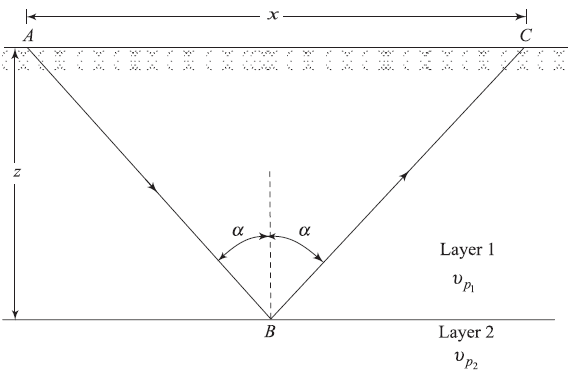 x
A C
z
α α
Layer 1
υp₁
B Layer 2
υp₂